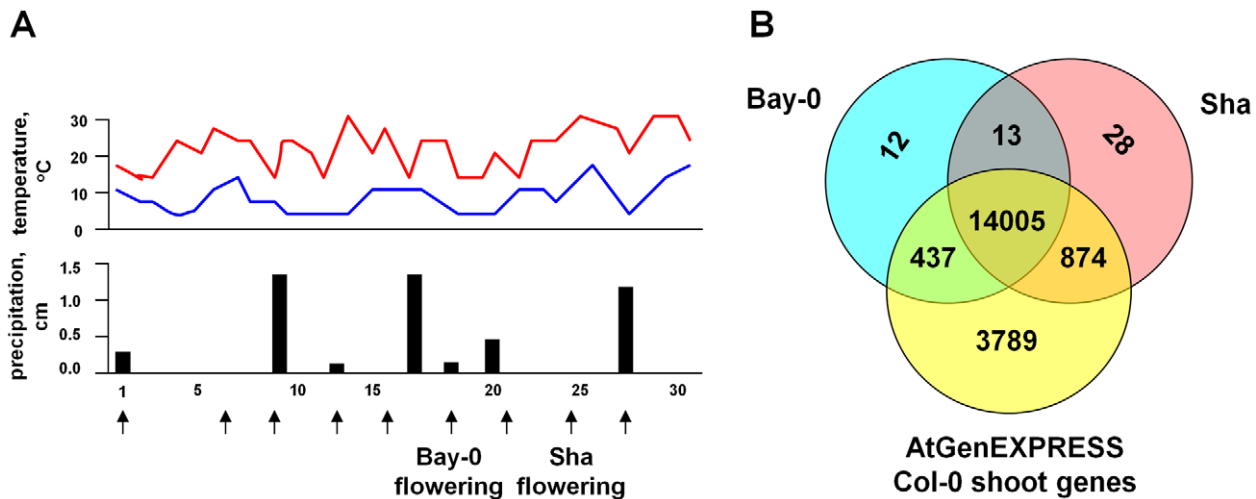 A
temperature,
°C
30
20
10
0
precipitation,
cm
1.5
1.0
0.5
0.0
1 5 10 15 20 25 30
Bay-0
flowering
Sha
flowering
B
Bay-0
Sha
12
13
28
14005
437
874
3789
AtGenEXPRESS
Col-0 shoot genes